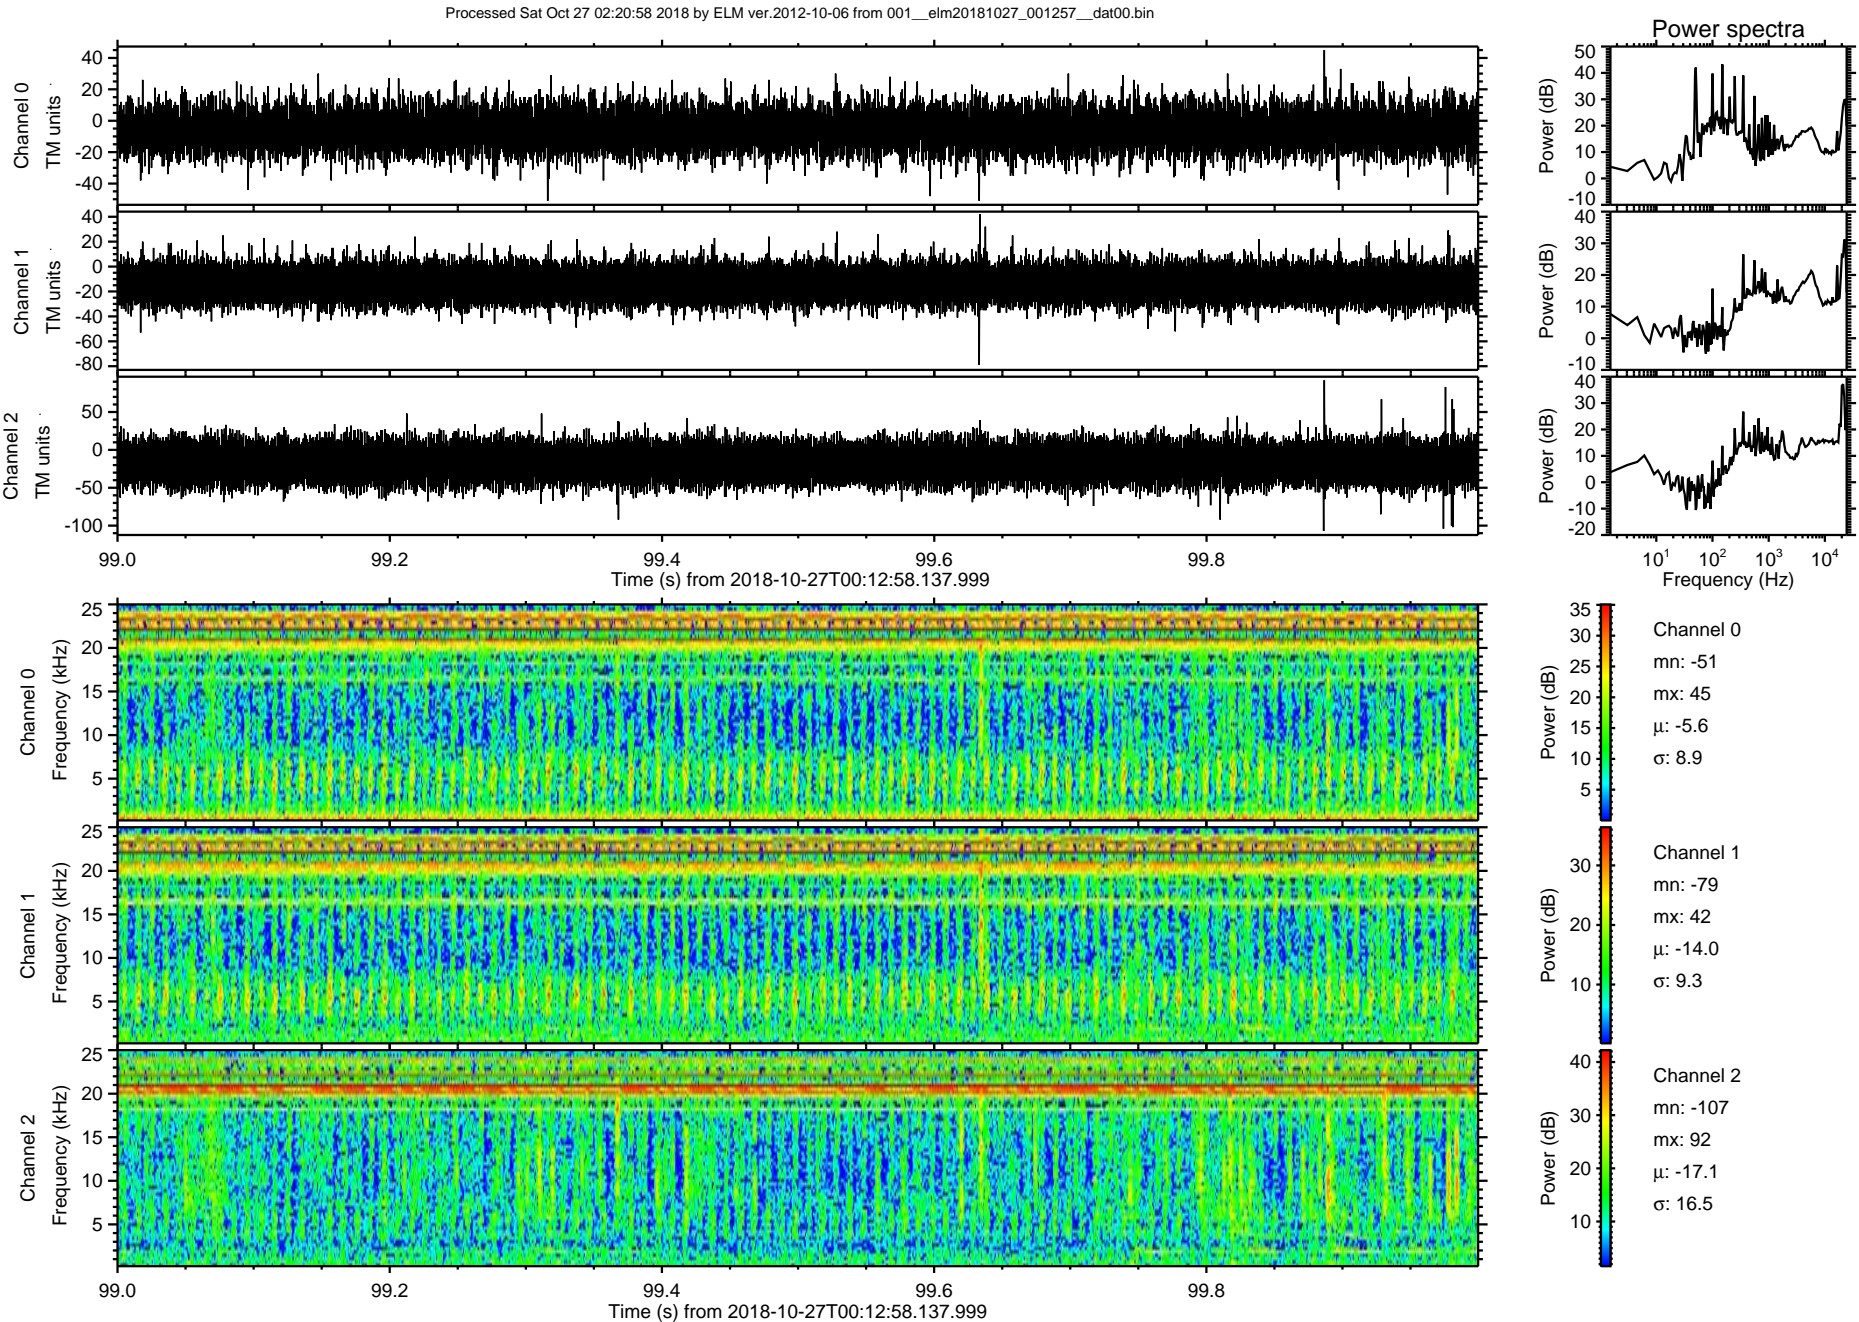 Processed Sat Oct 27 02:20:58 2018 by ELM ver.2012-10-06 from 001__elm20181027_001257__dat00.bin
Power spectra
Channel 0
TM units
40
20
0
-20
-40
Power (dB)
50
40
30
20
10
0
-10
Channel 1
TM units
40
20
0
-20
-40
-60
-80
Power (dB)
40
30
20
10
0
-10
Channel 2
TM units
50
0
-50
-100
Power (dB)
40
30
20
10
0
-10
-20
99.0 99.2 99.4 99.6 99.8
Time (s) from 2018-10-27T00:12:58.137.999
10^1 10^2 10^3 10^4
Frequency (Hz)
Channel 0
Frequency (kHz)
25
20
15
10
5
Power (dB)
35
30
25
20
15
10
5
Channel 0
mn: -51
mx: 45
μ: -5.6
σ: 8.9
Channel 1
Frequency (kHz)
25
20
15
10
5
Power (dB)
30
20
10
Channel 1
mn: -79
mx: 42
μ: -14.0
σ: 9.3
Channel 2
Frequency (kHz)
25
20
15
10
5
Power (dB)
40
30
20
10
Channel 2
mn: -107
mx: 92
μ: -17.1
σ: 16.5
99.0 99.2 99.4 99.6 99.8
Time (s) from 2018-10-27T00:12:58.137.999